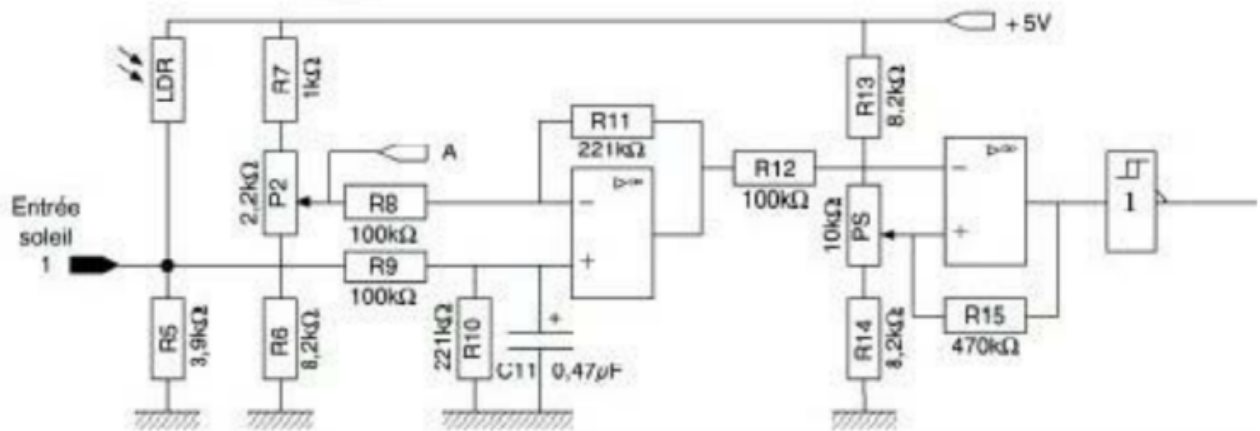 +5V
LDR
R7
1kΩ
R13
8.2kΩ
R11
221kΩ
A
2,2kΩ
P2
R8
100kΩ
R12
100kΩ
10kΩ
PS
1
Entrée
soleil
1
R9
100kΩ
R5
3,9kΩ
R6
8,2kΩ
221kΩ
R10
C11 0,47µF
R14
8,2kΩ
R15
470kΩ